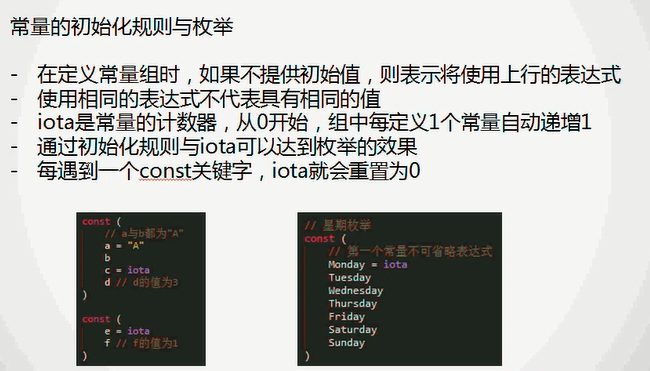 常量的初始化规则与枚举
- 在定义常量组时，如果不提供初始值，则表示将使用上行的表达式
- 使用相同的表达式不代表具有相同的值
- iota是常量的计数器，从0开始，组中每定义1个常量自动递增1
- 通过初始化规则与iota可以达到枚举的效果
- 每遇到一个const关键字，iota就会重置为0
const (
// a与b都为"A"
a = "A"
b
c = iota
d // d的值为3
)
const (
e = iota
f // f的值为1
)
// 星期枚举
const (
// 第一个常量不可省略表达式
Monday = iota
Tuesday
Wednesday
Thursday
Friday
Saturday
Sunday
)